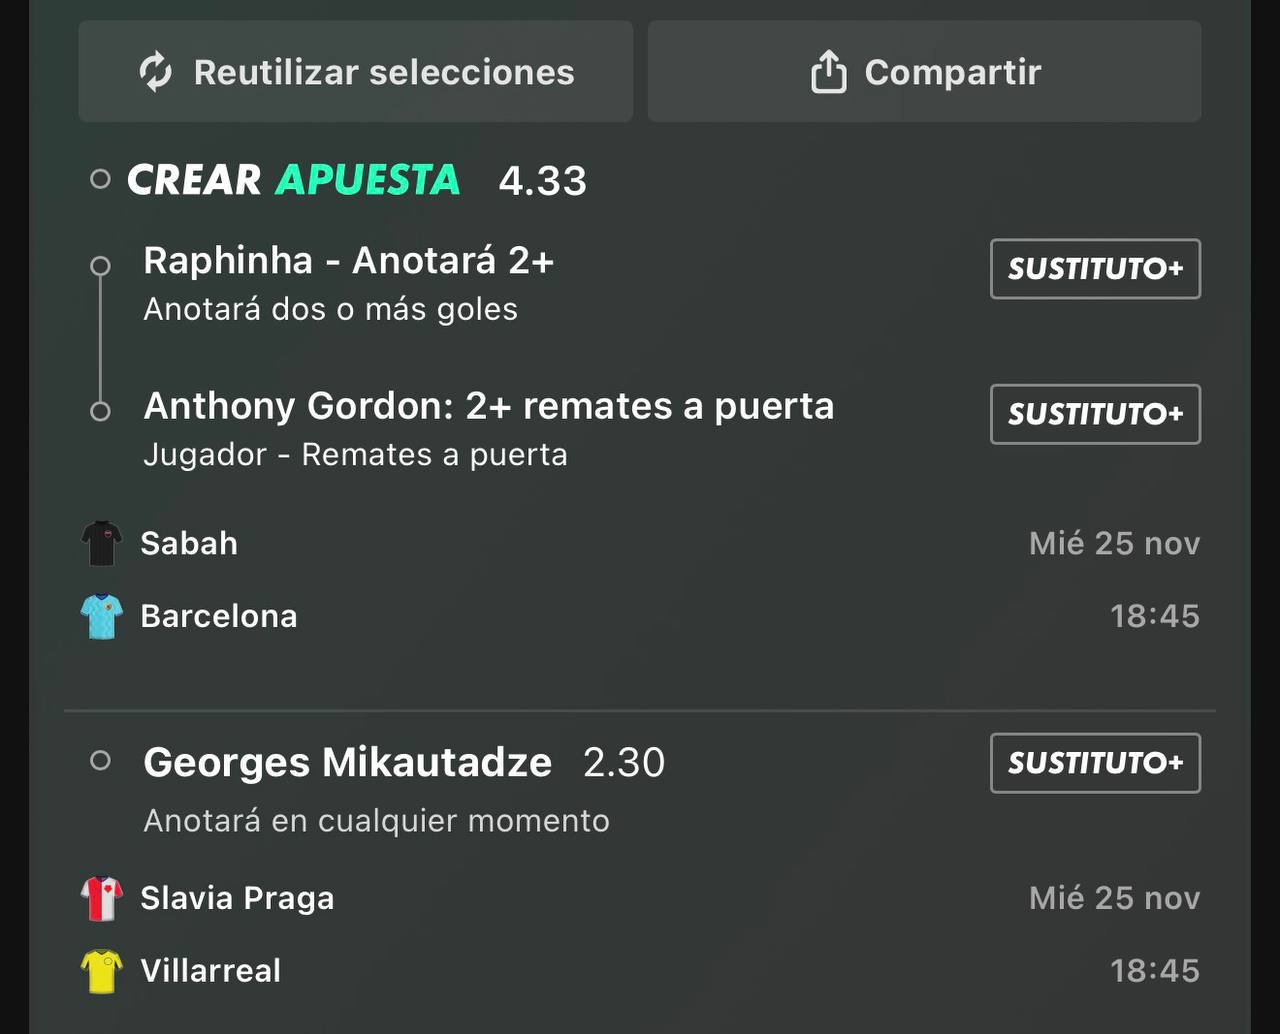 Reutilizar selecciones
Compartir
CREAR APUESTA 4.33
Raphinha - Anotará 2+
SUSTITUTO+
Anotará dos o más goles
Anthony Gordon: 2+ remates a puerta
SUSTITUTO+
Jugador - Remates a puerta
Sabah
Mié 25 nov
Barcelona
18:45
Georges Mikautadze 2.30
SUSTITUTO+
Anotará en cualquier momento
Slavia Praga
Mié 25 nov
Villarreal
18:45